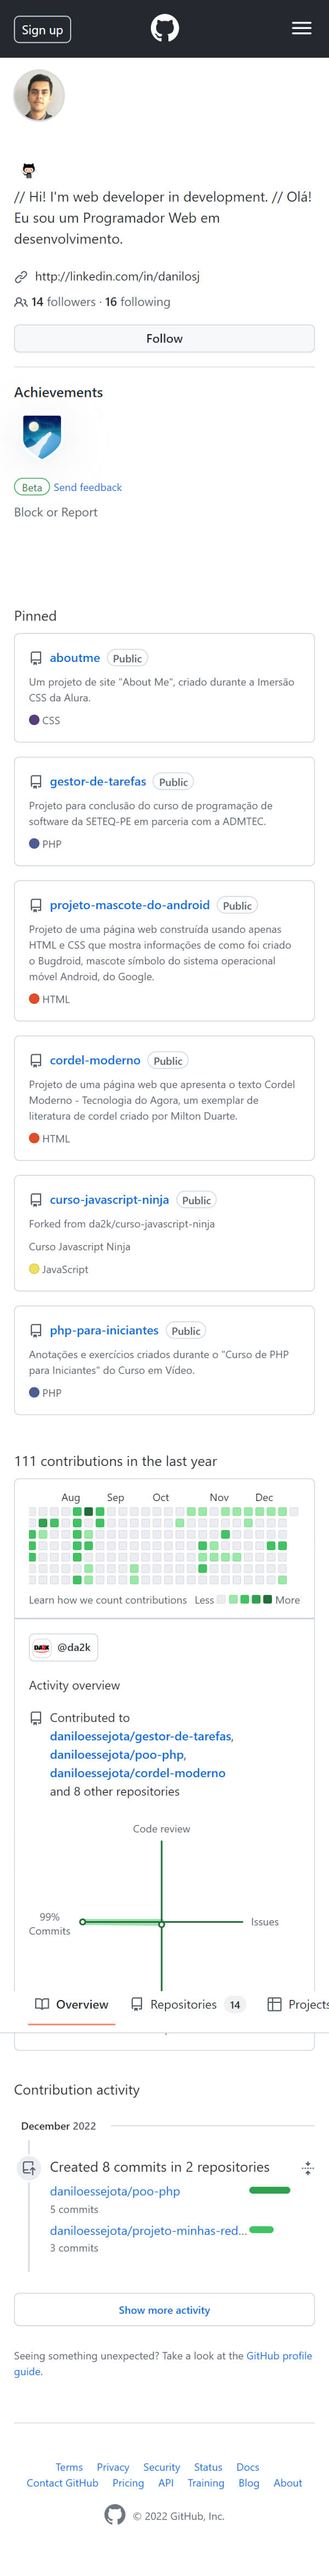 Sign up
// Hi! I'm web developer in development. // Olá!
Eu sou um Programador Web em
desenvolvimento.
http://linkedin.com/in/danilosj
14 followers · 16 following
Follow
Achievements
Beta Send feedback
Block or Report
Pinned
aboutme Public
Um projeto de site "About Me", criado durante a Imersão
CSS da Alura.
CSS
gestor-de-tarefas Public
Projeto para conclusão do curso de programação de
software da SETEQ-PE em parceria com a ADMTEC.
PHP
projeto-mascote-do-android Public
Projeto de uma página web construída usando apenas
HTML e CSS que mostra informações de como foi criado
o Bugdroid, mascote símbolo do sistema operacional
móvel Android, do Google.
HTML
cordel-moderno Public
Projeto de uma página web que apresenta o texto Cordel
Moderno - Tecnologia do Agora, um exemplar de
literatura de cordel criado por Milton Duarte.
HTML
curso-javascript-ninja Public
Forked from da2k/curso-javascript-ninja
Curso Javascript Ninja
JavaScript
php-para-iniciantes Public
Anotações e exercícios criados durante o "Curso de PHP
para Iniciantes" do Curso em Vídeo.
PHP
111 contributions in the last year
Aug Sep Oct Nov Dec
Learn how we count contributions Less More
DA2K @da2k
Activity overview
Contributed to
daniloessejota/gestor-de-tarefas,
daniloessejota/poo-php,
daniloessejota/cordel-moderno
and 8 other repositories
Code review
99%
Commits
Issues
Overview Repositories 14 Projects
Contribution activity
December 2022
Created 8 commits in 2 repositories
daniloessejota/poo-php
5 commits
daniloessejota/projeto-minhas-red...
3 commits
Show more activity
Seeing something unexpected? Take a look at the GitHub profile
guide.
Terms Privacy Security Status Docs
Contact GitHub Pricing API Training Blog About
© 2022 GitHub, Inc.